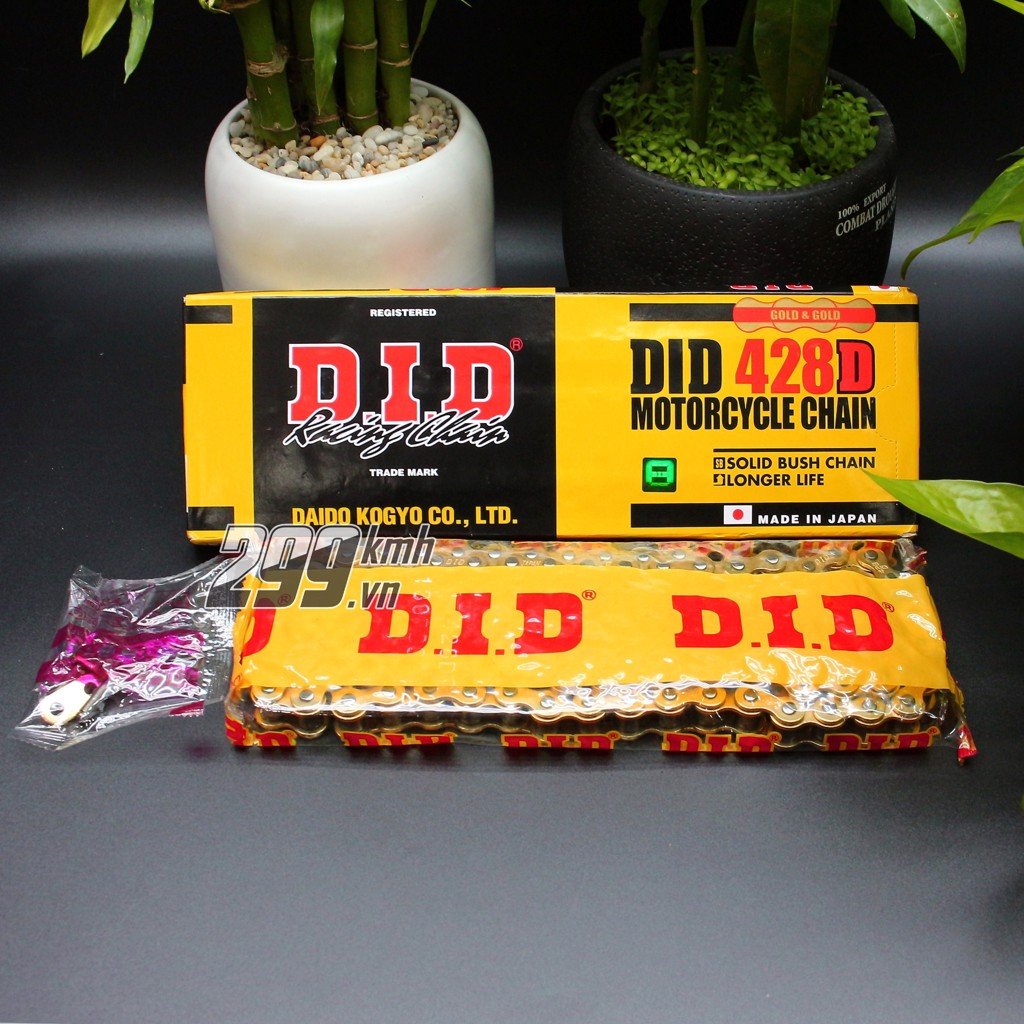 100% EXPORT
COMBAT
GOLD & GOLD
REGISTERED
D.I.D®
Racing Chain
TRADE MARK
DAIDO KOGYO CO., LTD.
DID 428D
MOTORCYCLE CHAIN
SB SOLID BUSH CHAIN
LONGER LIFE
MADE IN JAPAN
299kmh.vn
D.I.D® D.I.D®
D.I.D® D.I.D® D.I.D® D.I.D® D.I.D®